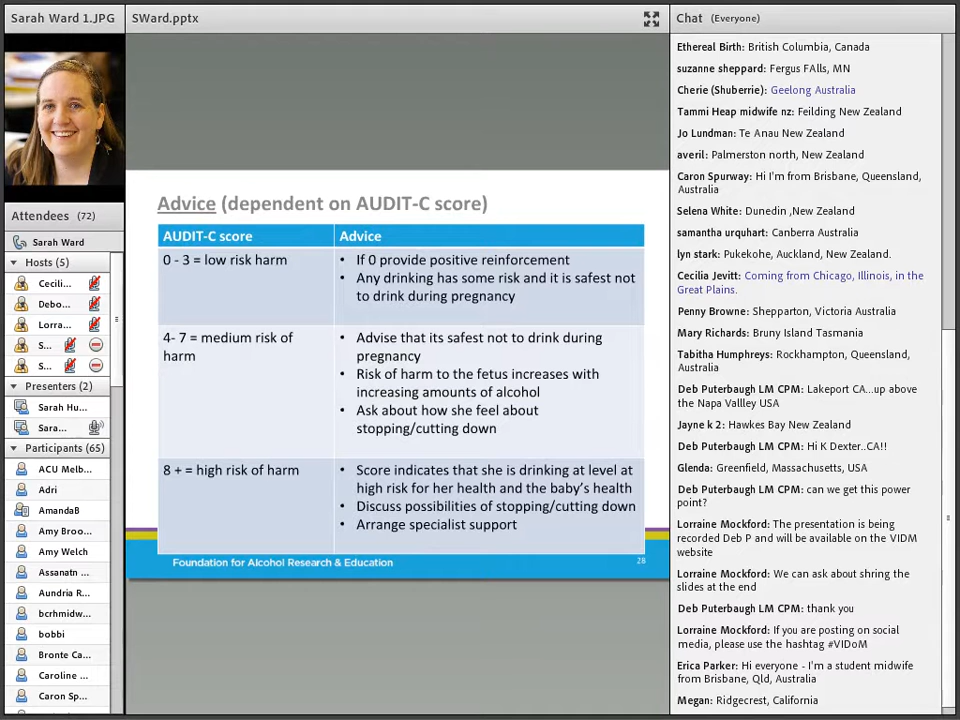 Sarah Ward 1.JPG
SWard.pptx
Attendees (72)
Sarah Ward
Hosts (5)
Cecili...
Debo...
Lorra...
S...
S...
Presenters (2)
Sarah Hu...
Sara...
Participants (65)
ACU Melb...
Adri
AmandaB
Amy Broo...
Amy Welch
Assanatn ...
Aundria R...
bcrhmidw...
bobbi
Bronte Ca...
Caroline ...
Caron Sp...
Advice (dependent on AUDIT-C score)
AUDIT-C score
Advice
0 - 3 = low risk harm
• If 0 provide positive reinforcement
• Any drinking has some risk and it is safest not
to drink during pregnancy
4- 7 = medium risk of
harm
• Advise that its safest not to drink during
pregnancy
• Risk of harm to the fetus increases with
increasing amounts of alcohol
• Ask about how she feel about
stopping/cutting down
8 + = high risk of harm
• Score indicates that she is drinking at level at
high risk for her health and the baby's health
• Discuss possibilities of stopping/cutting down
• Arrange specialist support
Foundation for Alcohol Research & Education
28
Chat (Everyone)
Ethereal Birth: British Columbia, Canada
suzanne sheppard: Fergus FAlls, MN
Cherie (Shuberrie): Geelong Australia
Tammi Heap midwife nz: Feilding New Zealand
Jo Lundman: Te Anau New Zealand
averil: Palmerston north, New Zealand
Caron Spurway: Hi I'm from Brisbane, Queensland,
Australia
Selena White: Dunedin ,New Zealand
samantha urquhart: Canberra Australia
lyn stark: Pukekohe, Auckland, New Zealand.
Cecilia Jevitt: Coming from Chicago, Illinois, in the
Great Plains.
Penny Browne: Shepparton, Victoria Australia
Mary Richards: Bruny Island Tasmania
Tabitha Humphreys: Rockhampton, Queensland,
Australia
Deb Puterbaugh LM CPM: Lakeport CA...up above
the Napa Vallley USA
Jayne k 2: Hawkes Bay New Zealand
Deb Puterbaugh LM CPM: Hi K Dexter..CA!!
Glenda: Greenfield, Massachusetts, USA
Deb Puterbaugh LM CPM: can we get this power
point?
Lorraine Mockford: The presentation is being
recorded Deb P and will be available on the VIDM
website
Lorraine Mockford: We can ask about shring the
slides at the end
Deb Puterbaugh LM CPM: thank you
Lorraine Mockford: If you are posting on social
media, please use the hashtag #VIDoM
Erica Parker: Hi everyone - I'm a student midwife
from Brisbane, Qld, Australia
Megan: Ridgecrest, California